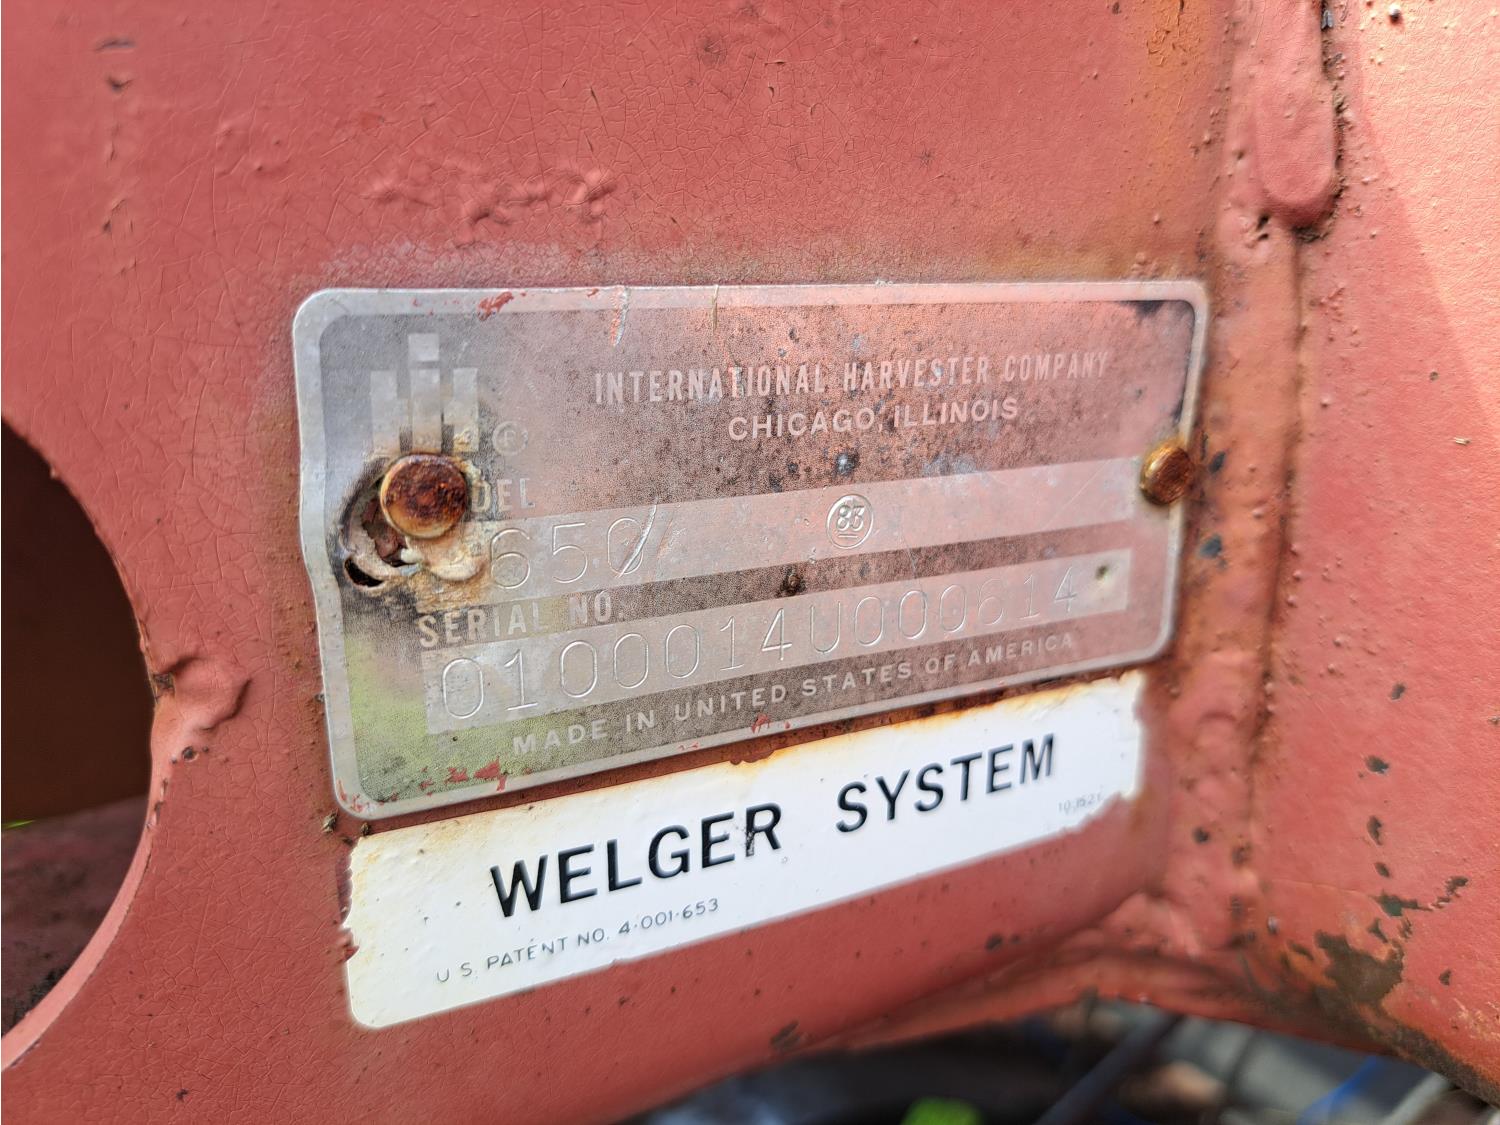 INTERNATIONAL HARVESTER COMPANY
CHICAGO, ILLINOIS
®
650
83
SERIAL NO.
0100014U000614
MADE IN UNITED STATES OF AMERICA
WELGER SYSTEM
U.S. PATENT NO. 4·001·653